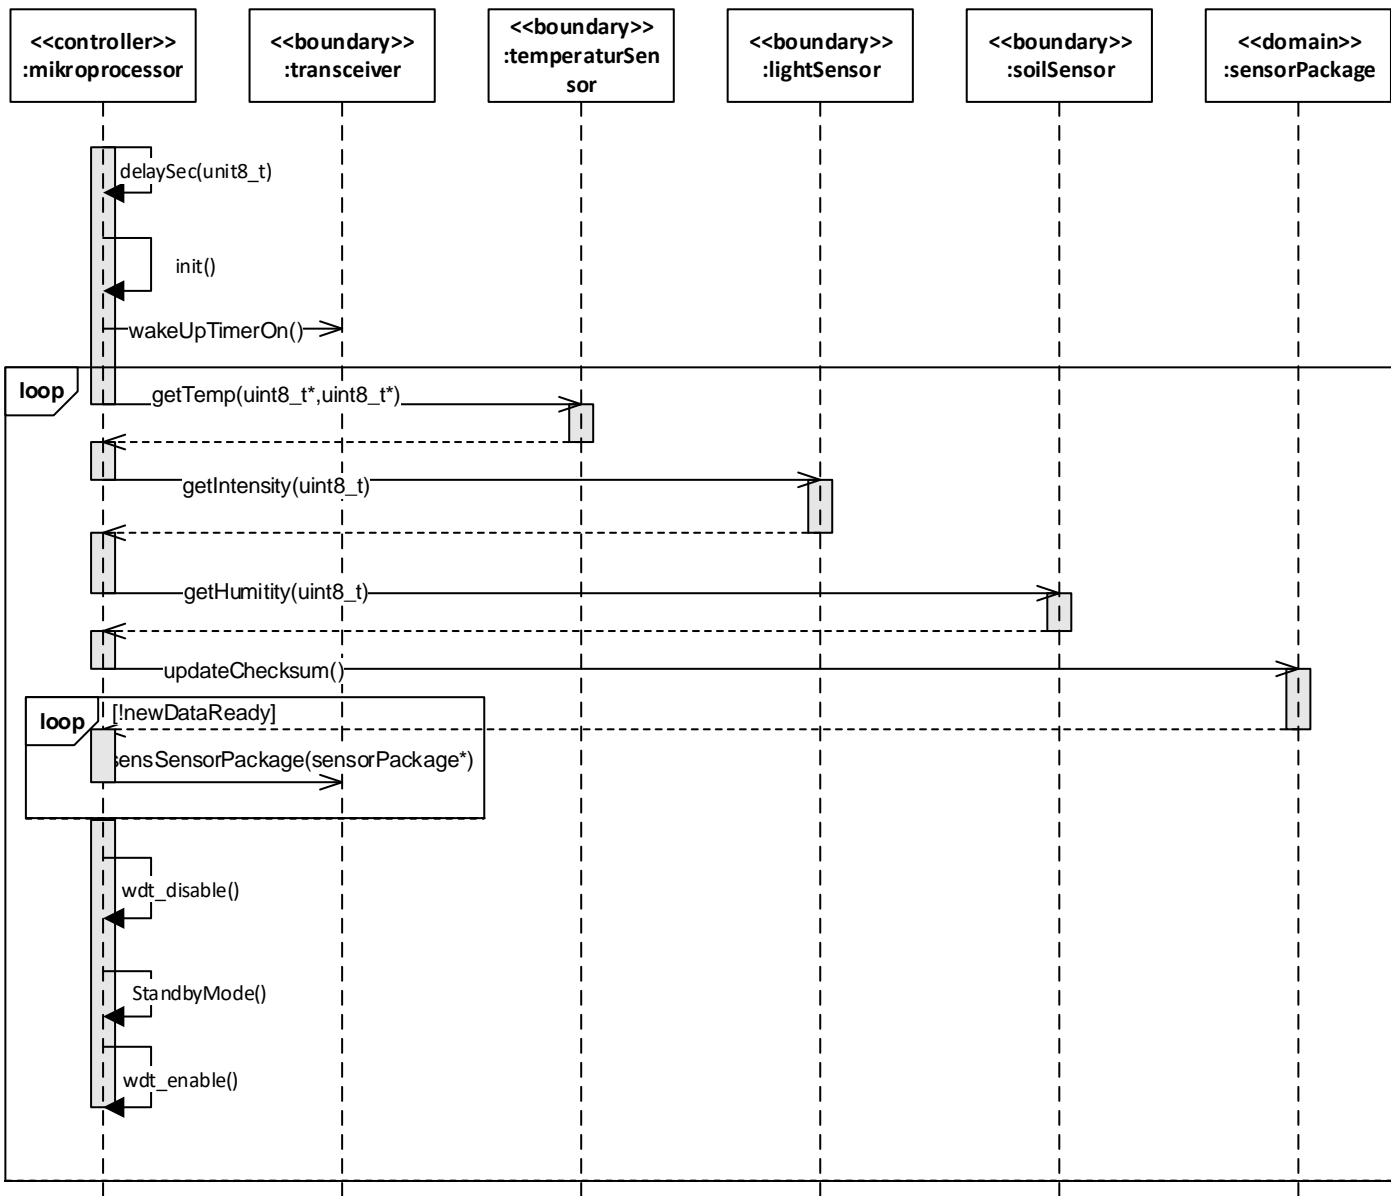 <<controller>>
:mikroprocessor
<<boundary>>
:transceiver
<<boundary>>
:temperaturSen
sor
<<boundary>>
:lightSensor
<<boundary>>
:soilSensor
<<domain>>
:sensorPackage
delaySec(unit8_t)
init()
wakeUpTimerOn()
loop
getTemp(uint8_t*,uint8_t*)
getIntensity(uint8_t)
getHumitity(uint8_t)
updateChecksum()
loop
[!newDataReady]
sensSensorPackage(sensorPackage*)
wdt_disable()
StandbyMode()
wdt_enable()